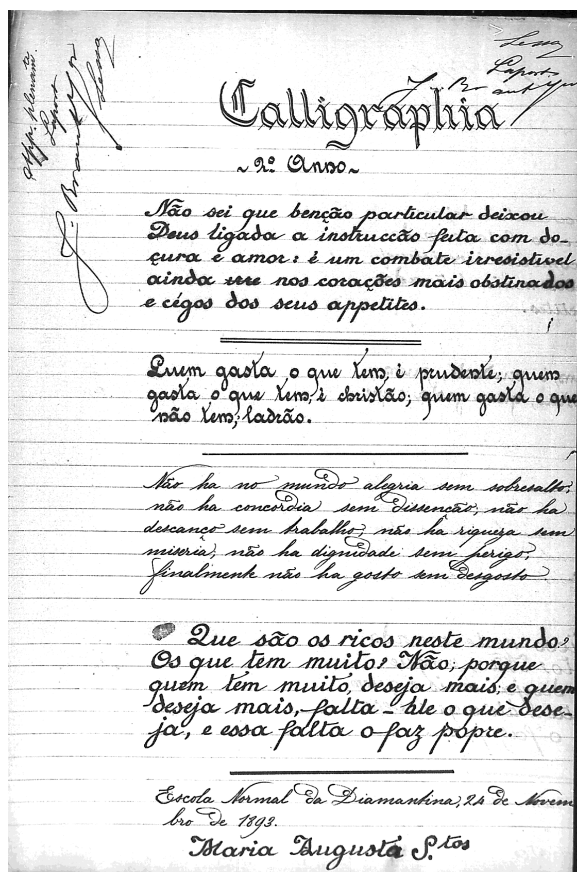 App. plenam.te
Lessa
Calligraphia
2º Anno
Não sei que benção particular deixou
Deus ligada a instrucção feita com do-
çura e amor: é um combate irresistivel
ainda nos corações mais obstinados
e cégos dos seus appetites.
Quem gasta o que tem, é prudente; quem
gasta o que tem, é christão; quem gasta o que
não tem, ladrão.
Não ha no mundo alegria sem sobresalto,
não ha concordia sem dissenção, não ha
descanço sem trabalho, não ha riqueza sem
miseria, não ha dignidade sem perigo,
finalmente não ha gosto sem desgosto
Que são os ricos neste mundo?
Os que tem muito? Não; porque
quem tem muito, deseja mais, e quem
deseja mais, falta-lhe o que dese-
ja, e essa falta o faz popre.
Escola Normal da Diamantina, 24 de Novem
bro de 1893.
Maria Augusta S.tos